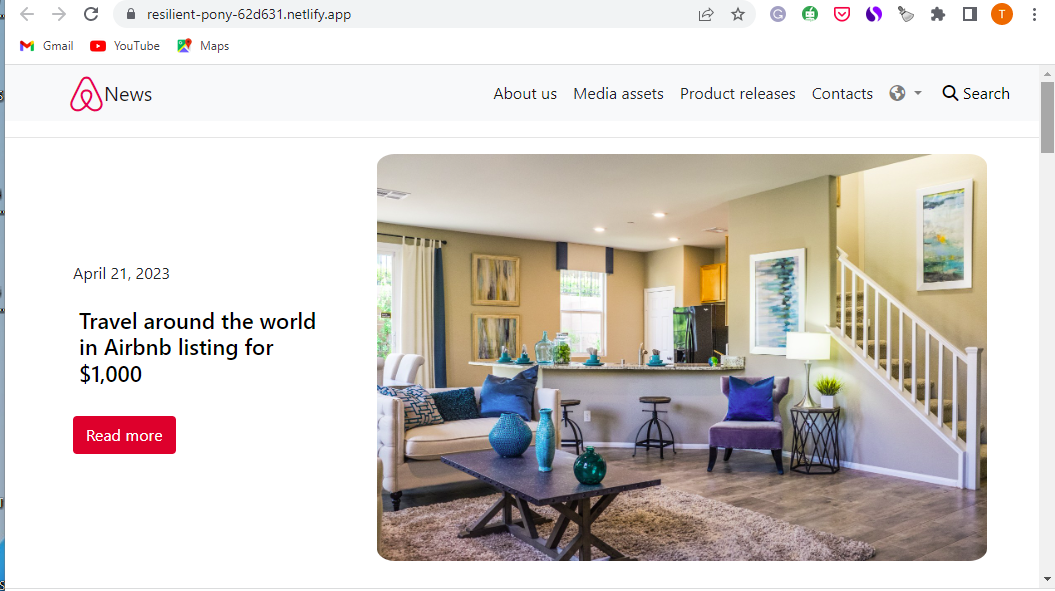 resilient-pony-62d631.netlify.app
T
Gmail YouTube Maps
News About us Media assets Product releases Contacts Search
April 21, 2023
Travel around the world
in Airbnb listing for
$1,000
Read more